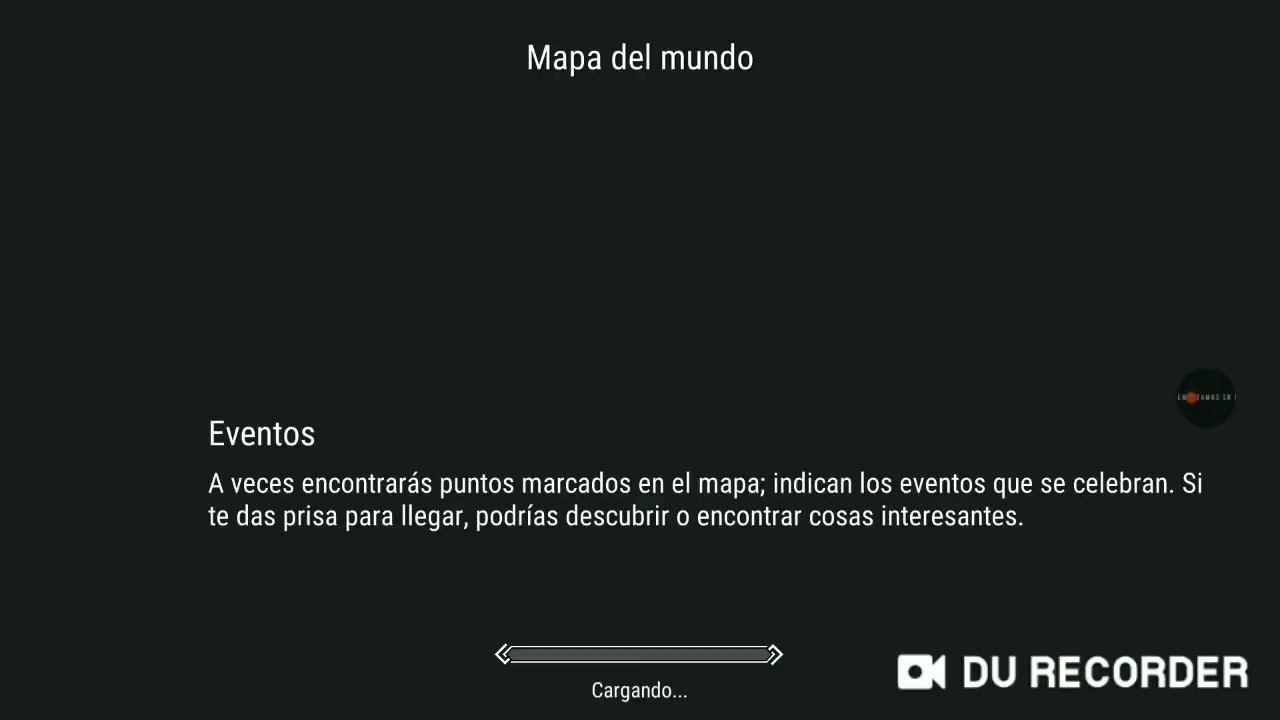 Mapa del mundo
Eventos
A veces encontrarás puntos marcados en el mapa; indican los eventos que se celebran. Si
te das prisa para llegar, podrías descubrir o encontrar cosas interesantes.
Cargando...
DU RECORDER